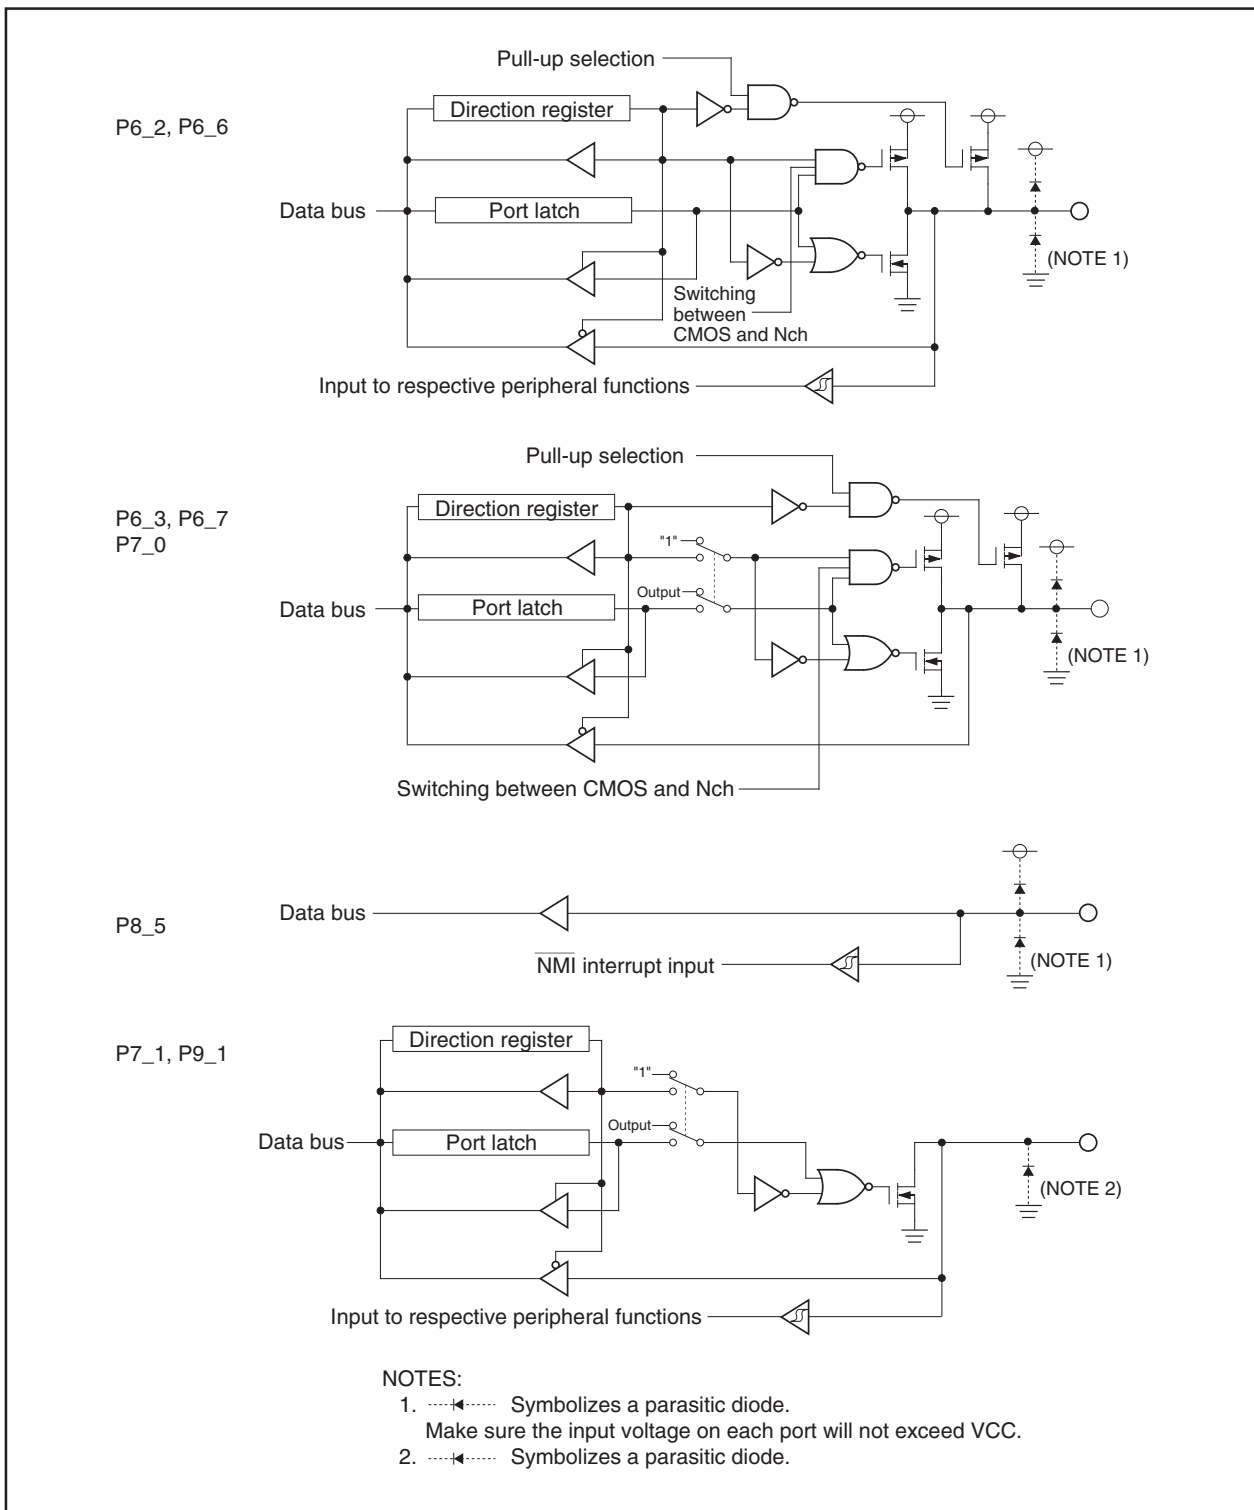 Pull-up selection
Direction register
P6_2, P6_6
Data bus
Port latch
(NOTE 1)
Switching
between
CMOS and Nch
Input to respective peripheral functions
Pull-up selection
Direction register
P6_3, P6_7
P7_0
"1"
Output
Data bus
Port latch
(NOTE 1)
Switching between CMOS and Nch
Data bus
P8_5
NMI interrupt input
(NOTE 1)
Direction register
P7_1, P9_1
"1"
Output
Data bus
Port latch
(NOTE 2)
Input to respective peripheral functions
NOTES:
1. Symbolizes a parasitic diode.
Make sure the input voltage on each port will not exceed VCC.
2. Symbolizes a parasitic diode.